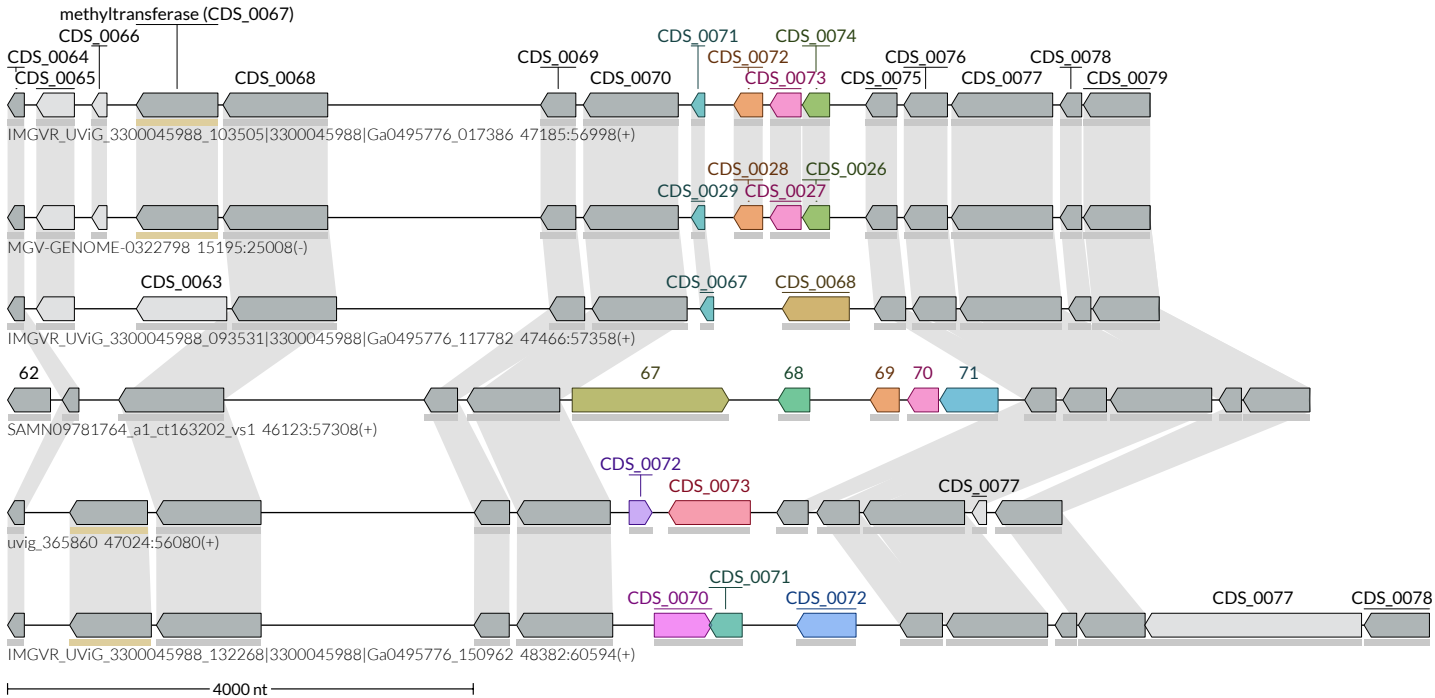 methyltransferase (CDS_0067)
CDS_0066 CDS_0071 CDS_0074
CDS_0064 CDS_0069 CDS_0072 CDS_0076 CDS_0078
CDS_0065 CDS_0068 CDS_0070 CDS_0073 CDS_0075 CDS_0077 CDS_0079
IMGVR_UViG_3300045988_103505|3300045988|Ga0495776_017386 47185:56998(+)
CDS_0028 CDS_0026
CDS_0029 CDS_0027
MGV-GENOME-0322798 15195:25008(-)
CDS_0063 CDS_0067 CDS_0068
IMGVR_UViG_3300045988_093531|3300045988|Ga0495776_117782 47466:57358(+)
62 67 68 69 70 71
SAMN09781764_a1_ct163202_vs1 46123:57308(+)
CDS_0072
CDS_0073 CDS_0077
uvig_365860 47024:56080(+)
CDS_0071
CDS_0070 CDS_0072 CDS_0077 CDS_0078
IMGVR_UViG_3300045988_132268|3300045988|Ga0495776_150962 48382:60594(+)
4000 nt